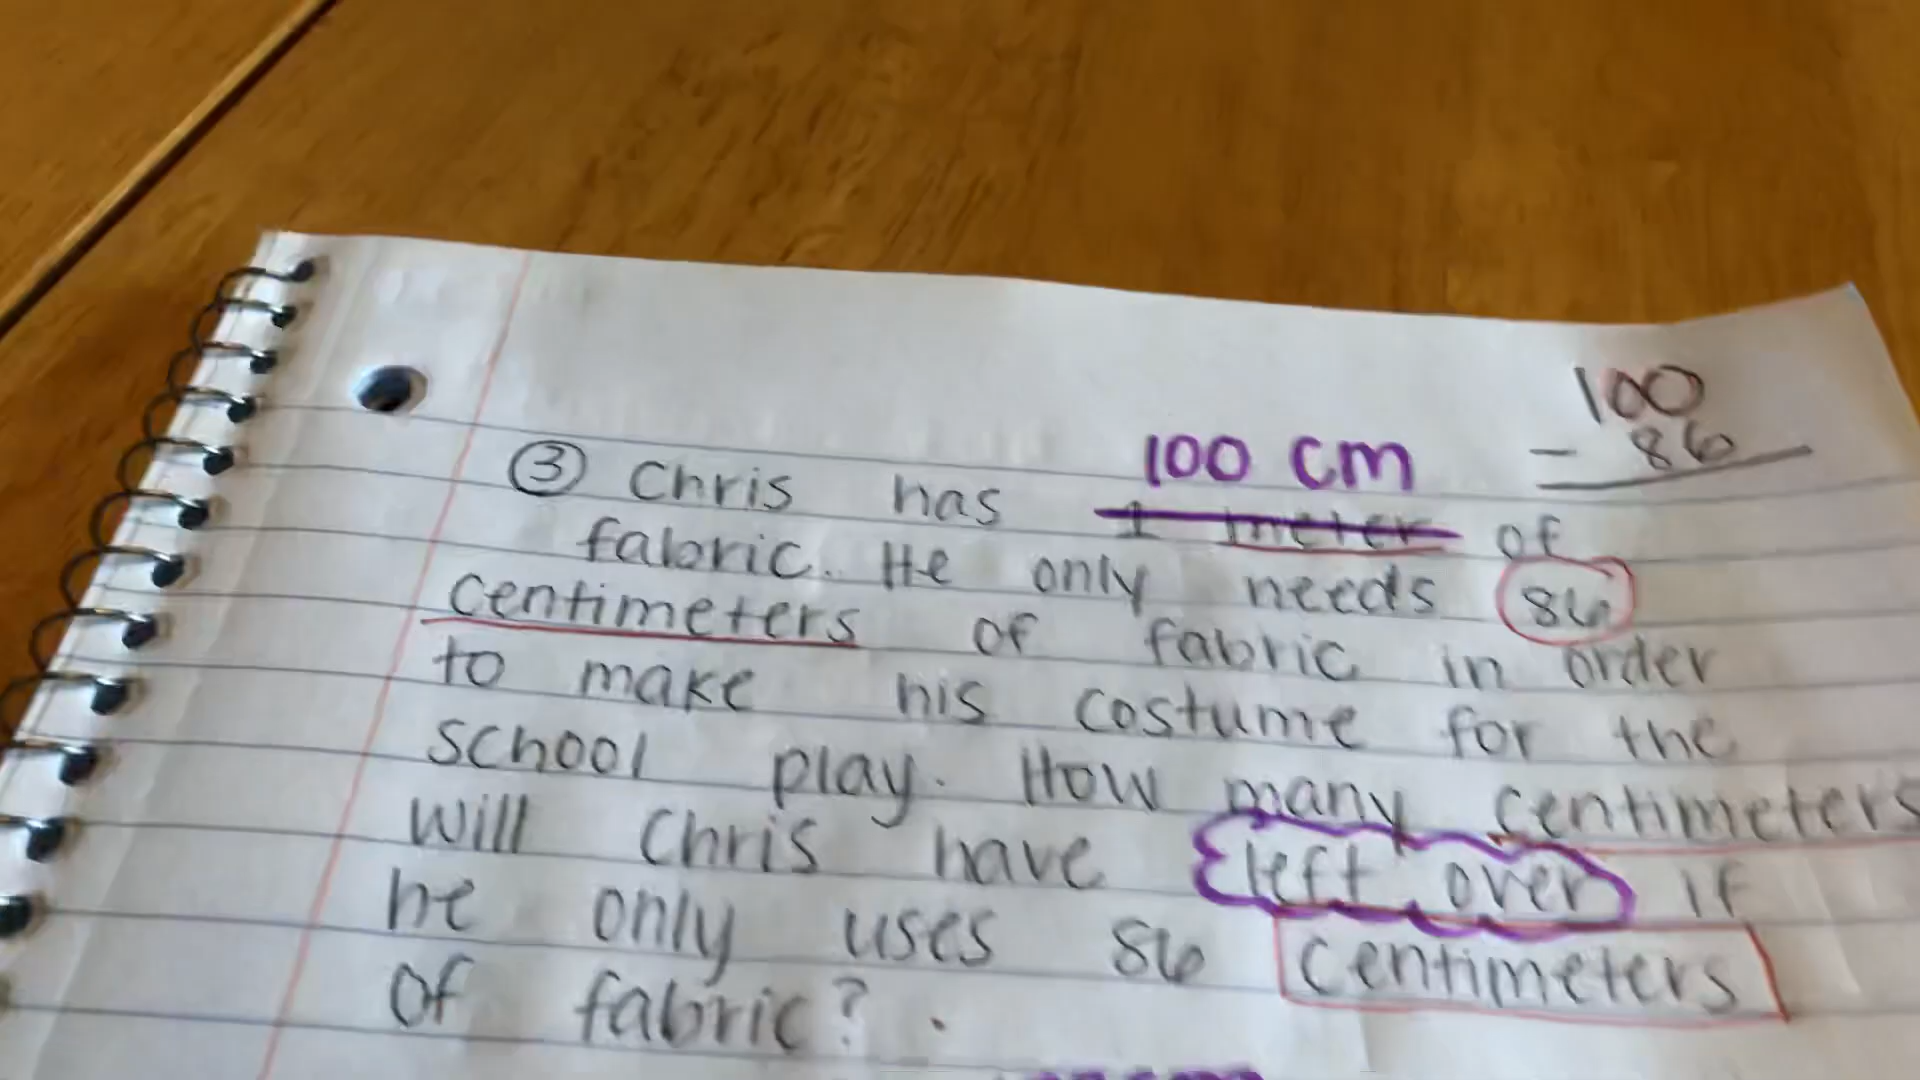 100
- 86
100 cm
③ Chris has 1 meter of
fabric. He only needs 86
centimeters of fabric in order
to make his costume for the
school play. How many centimeters
will Chris have left over if
he only uses 86 centimeters
of fabric?